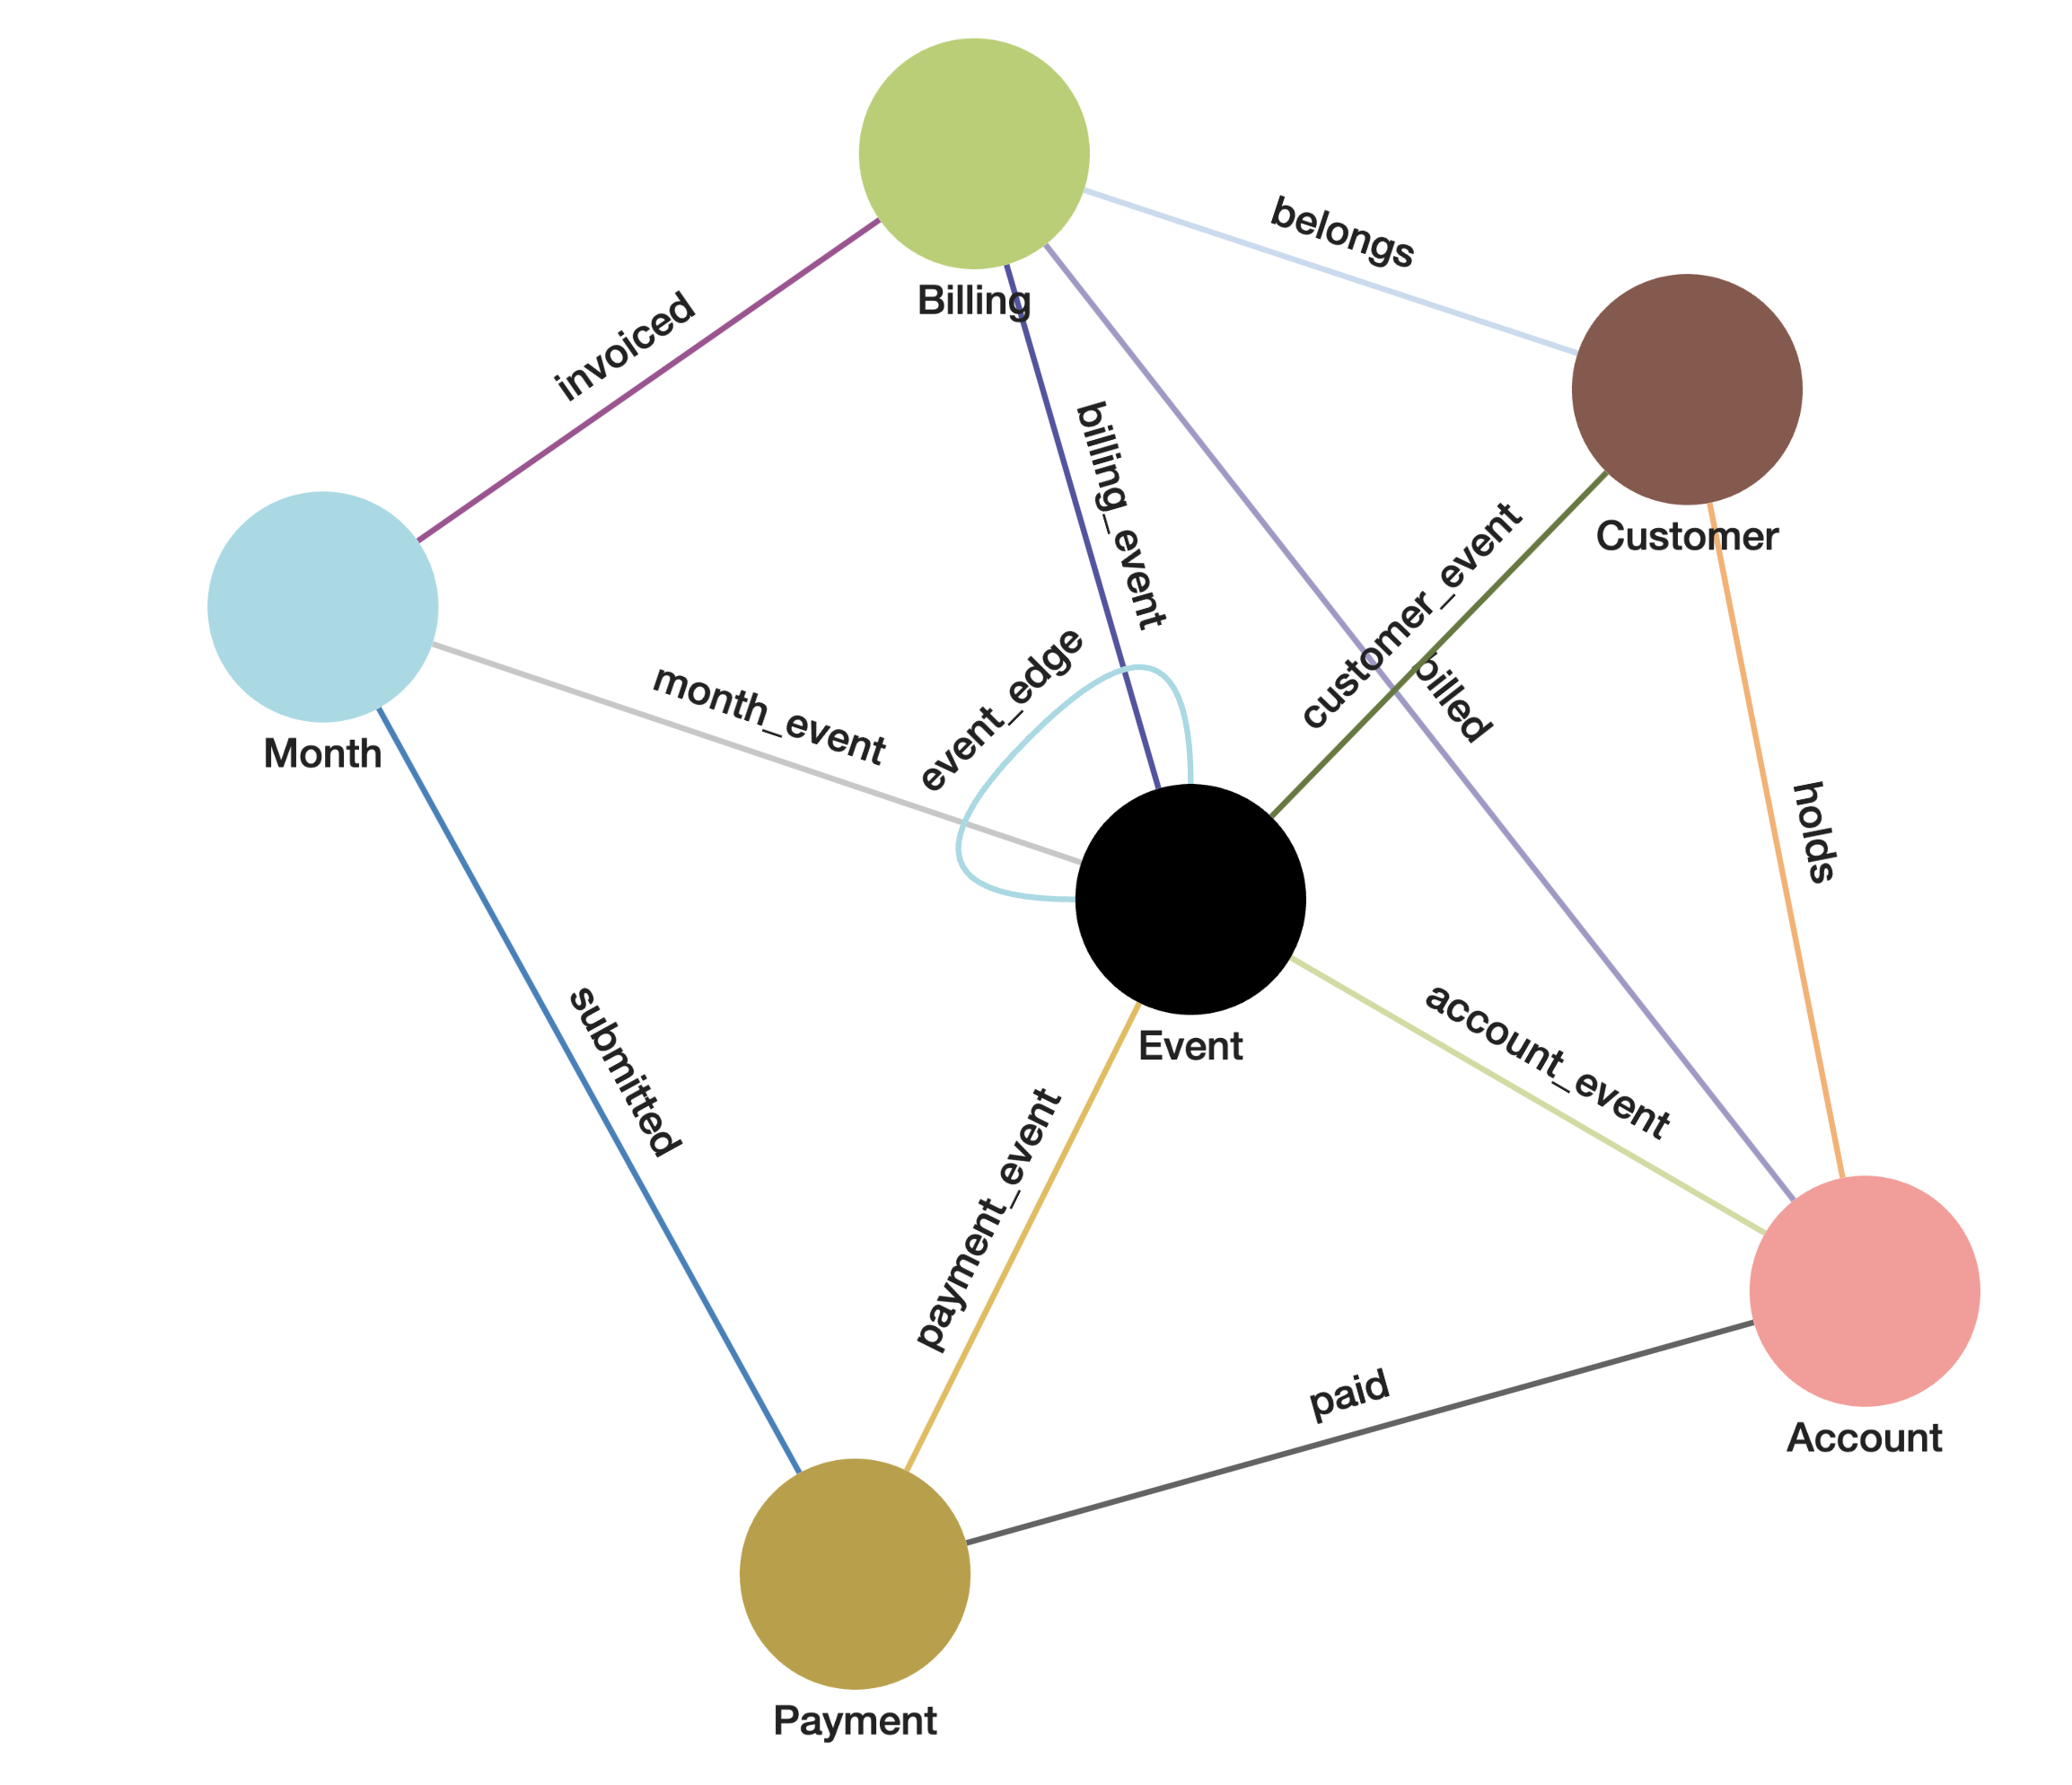 belongs
Billing
invoiced
billing_event
customer_event
Customer
event_edge
billed
month_event
Month
holds
submitted
account_event
Event
payment_event
paid
Account
Payment